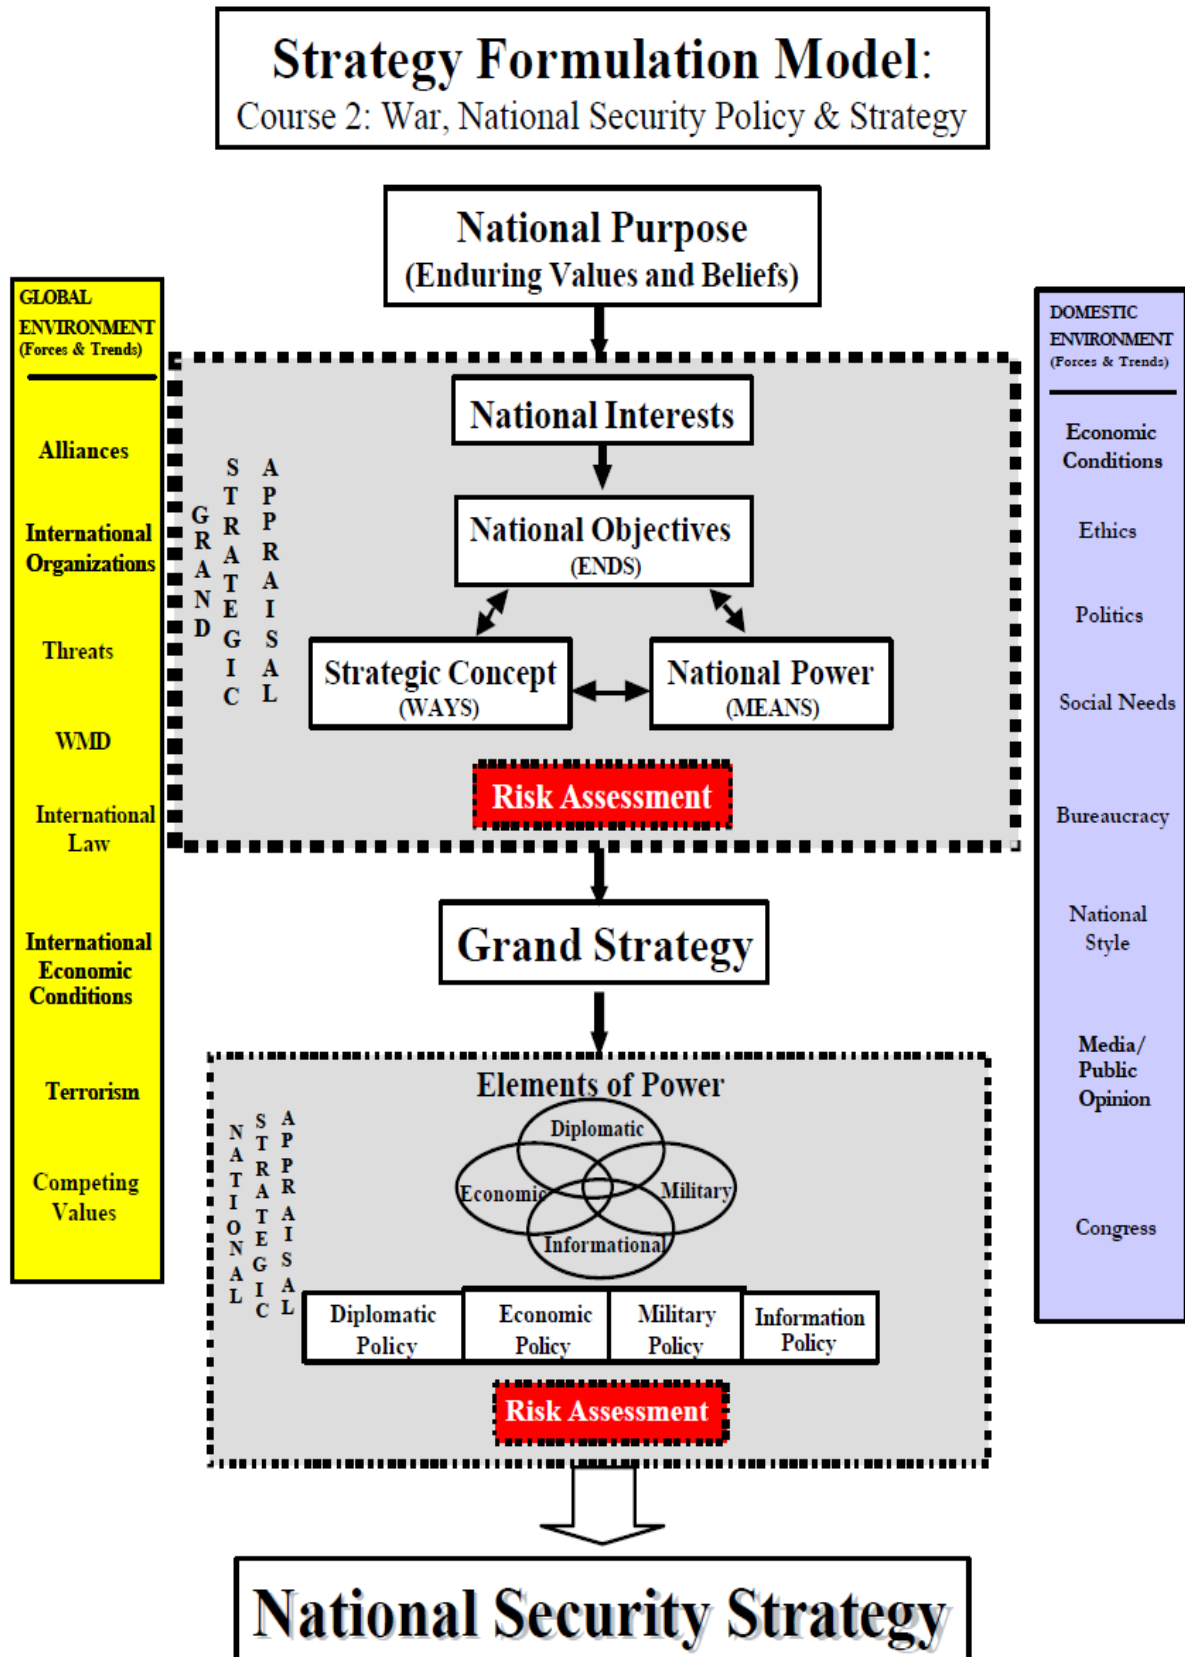 Strategy Formulation Model:
Course 2: War, National Security Policy & Strategy
National Purpose
(Enduring Values and Beliefs)
GLOBAL
ENVIRONMENT
(Forces & Trends)
Alliances
International
Organizations
Threats
WMD
International
Law
International
Economic
Conditions
Terrorism
Competing
Values
GRAND
STRATEGIC
APPRAISAL
National Interests
National Objectives
(ENDS)
Strategic Concept
(WAYS)
National Power
(MEANS)
Risk Assessment
Grand Strategy
NATIONAL
STRATEGIC
APPRAISAL
Elements of Power
Diplomatic
Economic
Military
Informational
Diplomatic
Policy
Economic
Policy
Military
Policy
Information
Policy
Risk Assessment
DOMESTIC
ENVIRONMENT
(Forces & Trends)
Economic
Conditions
Ethics
Politics
Social Needs
Bureaucracy
National
Style
Media/
Public
Opinion
Congress
National Security Strategy